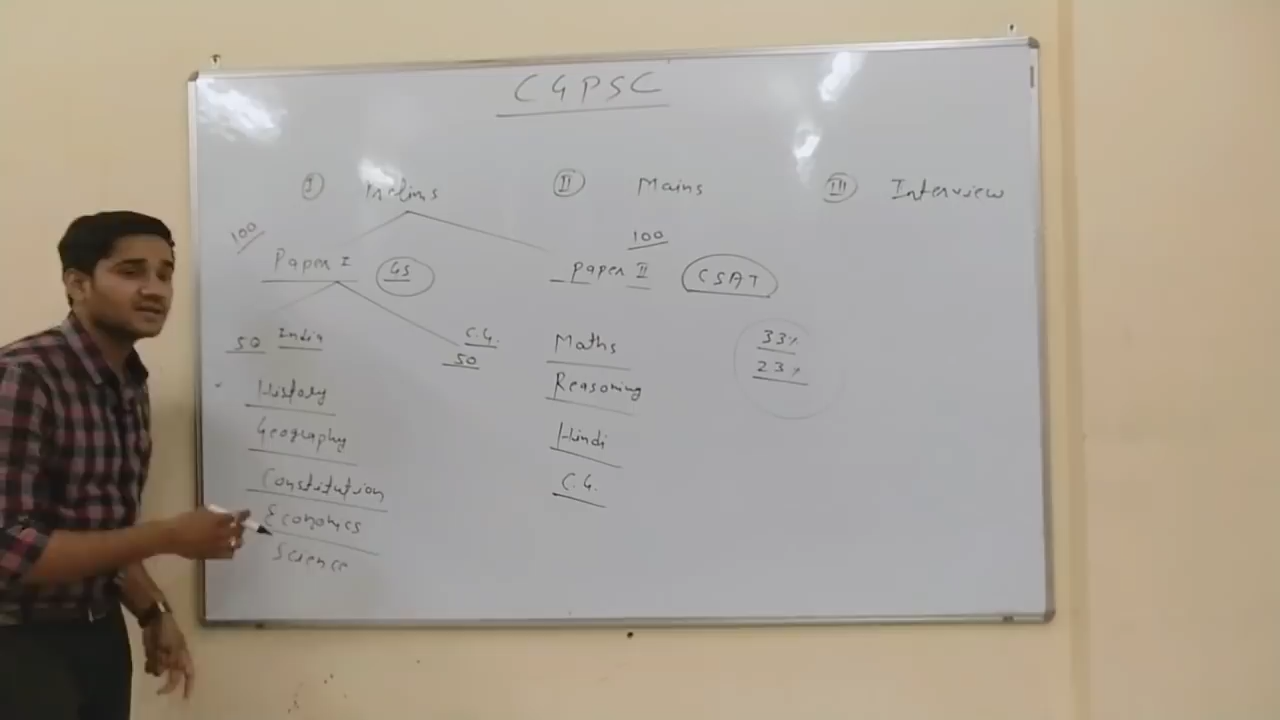 CGPSC
I Prelims II Mains III Interview
100 100
Paper I GS Paper II CSAT
50 India C.G. 50
Maths 33%
Reasoning 23%
Hindi
C.G.
History
Geography
Constitution
Economics
Science